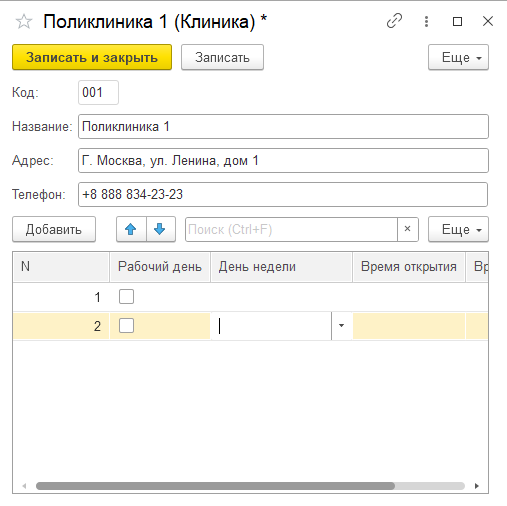 Поликлиника 1 (Клиника) *
Записать и закрыть Записать Еще
Код: 001
Название: Поликлиника 1
Адрес: Г. Москва, ул. Ленина, дом 1
Телефон: +8 888 834-23-23
Добавить Поиск (Ctrl+F) × Еще
N Рабочий день День недели Время открытия Вр
1
2